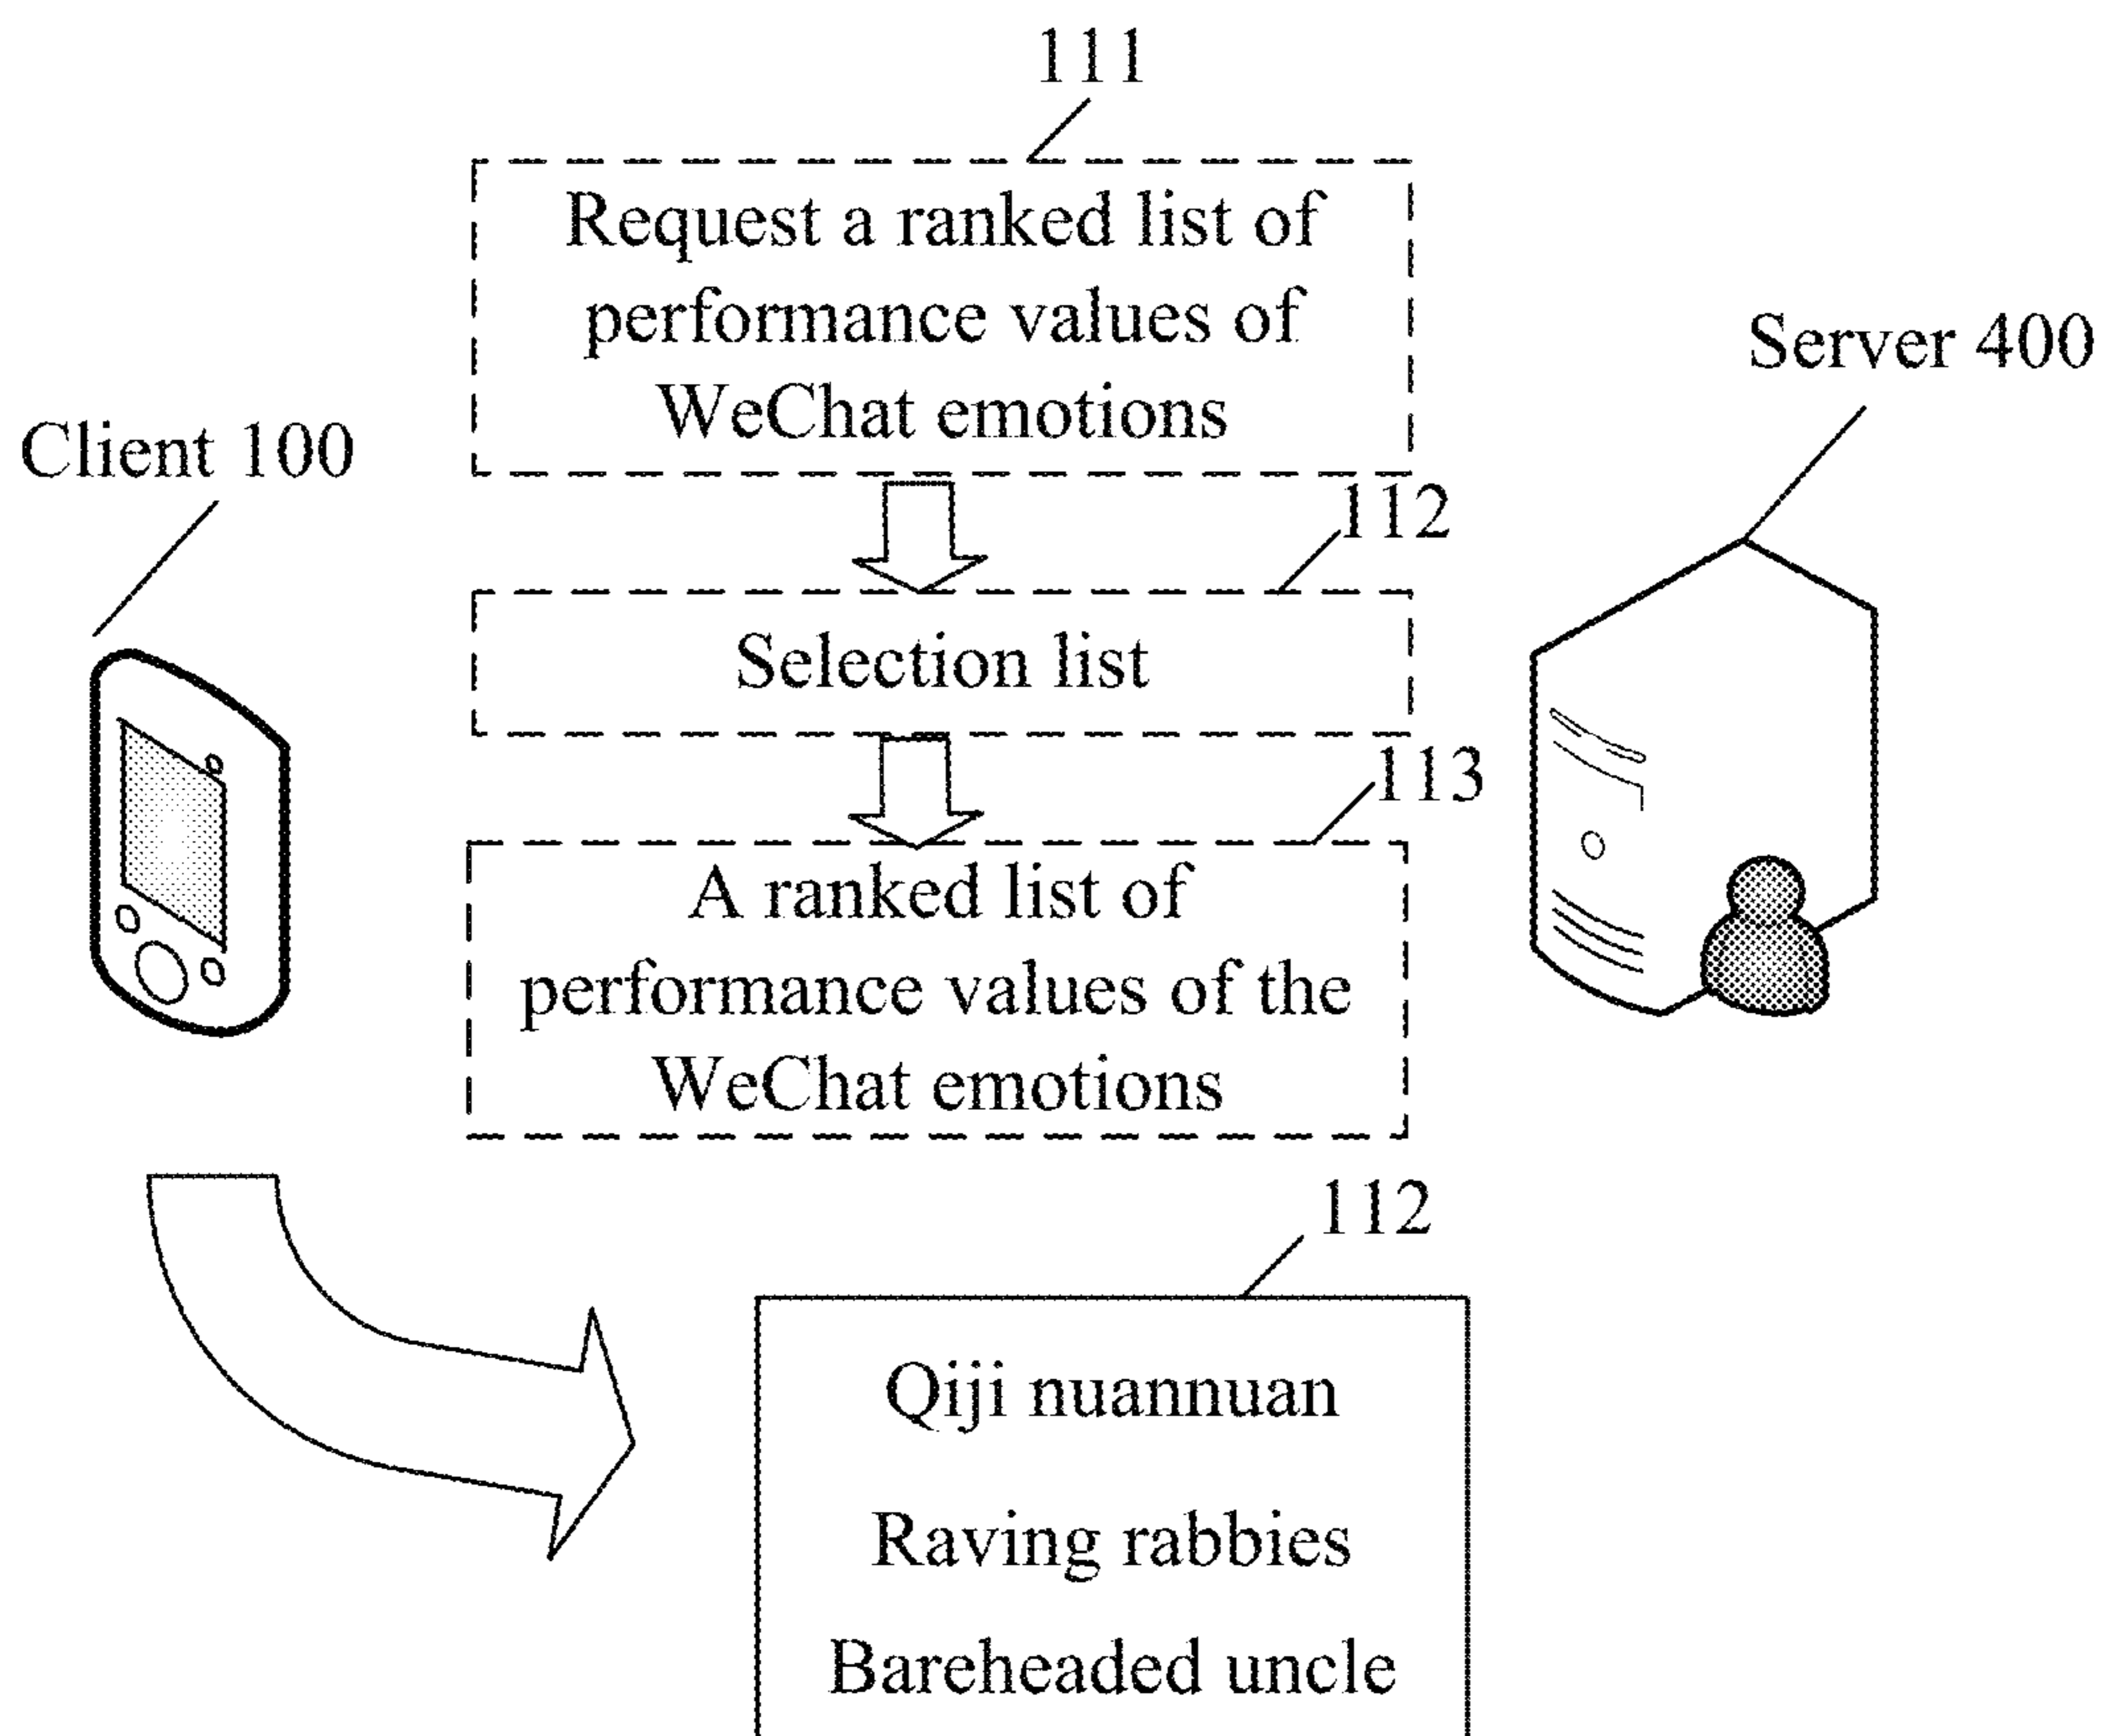 111
Request a ranked list of
performance values of
WeChat emotions
Server 400
Client 100
112
Selection list
113
A ranked list of
performance values of the
WeChat emotions
112
Qiji nuannuan
Raving rabbies
Bareheaded uncle